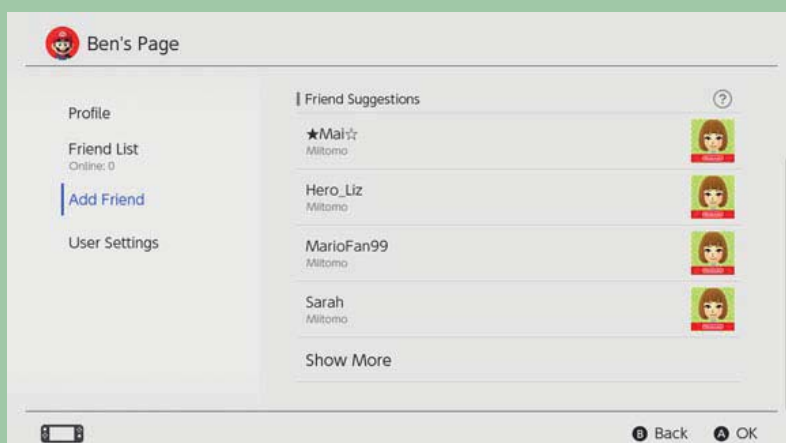 Ben's Page
Profile
Friend List
Online: 0
Add Friend
User Settings
Friend Suggestions
?
★Mai☆
Miitomo
Hero_Liz
Miitomo
MarioFan99
Miitomo
Sarah
Miitomo
Show More
B Back A OK